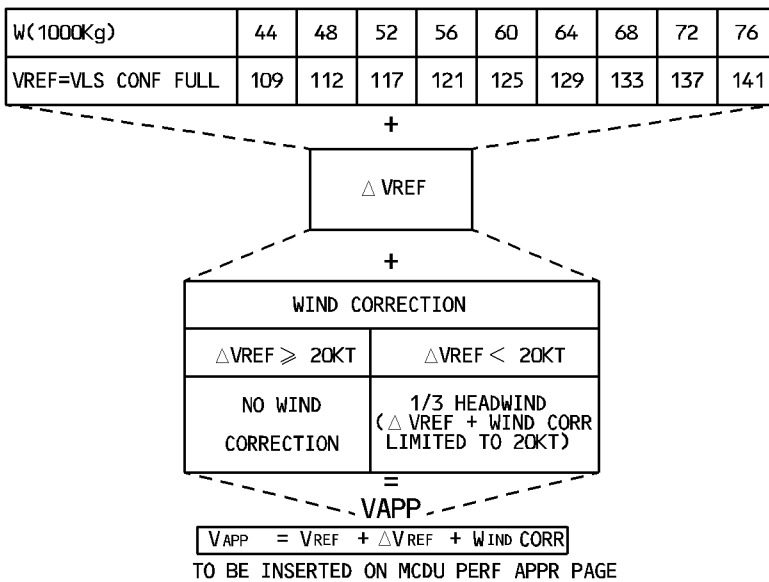 W(1000Kg) 44 48 52 56 60 64 68 72 76
VREF=VLS CONF FULL 109 112 117 121 125 129 133 137 141
+
△ VREF
+
WIND CORRECTION
△VREF ⩾ 20KT △VREF < 20KT
NO WIND
CORRECTION
1/3 HEADWIND
(△ VREF + WIND CORR
LIMITED TO 20KT)
=
VAPP
VAPP = VREF + △VREF + WIND CORR
TO BE INSERTED ON MCDU PERF APPR PAGE